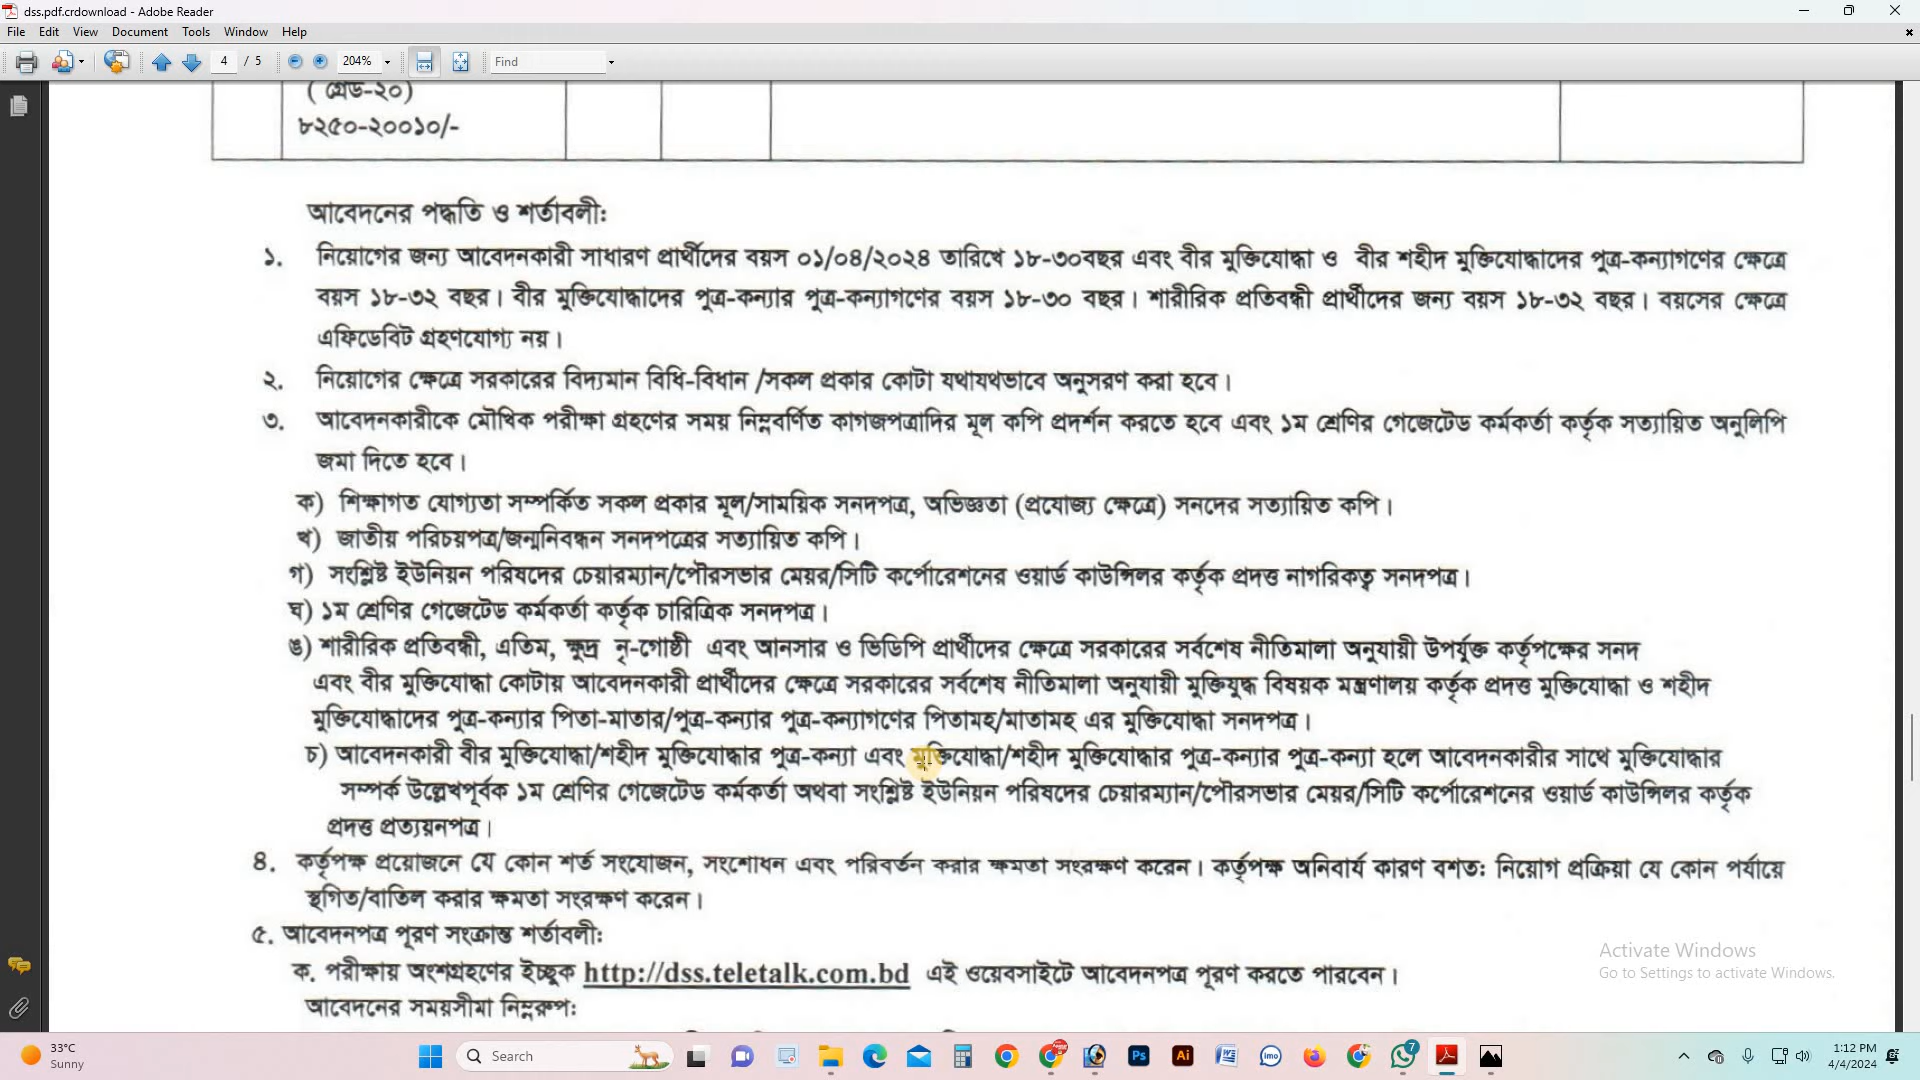 dss.pdf.crdownload - Adobe Reader
File Edit View Document Tools Window Help
4 / 5 204% Find
( গ্রেড-২০)
৮২৫০-২০০১০/-
আবেদনের পদ্ধতি ও শর্তাবলী:
১. নিয়োগের জন্য আবেদনকারী সাধারণ প্রার্থীদের বয়স ০১/০৪/২০২৪ তারিখে ১৮-৩০বছর এবং বীর মুক্তিযোদ্ধা ও বীর শহীদ মুক্তিযোদ্ধাদের পুত্র-কন্যাগণের ক্ষেত্রে
বয়স ১৮-৩২ বছর। বীর মুক্তিযোদ্ধাদের পুত্র-কন্যার পুত্র-কন্যাগণের বয়স ১৮-৩০ বছর। শারীরিক প্রতিবন্ধী প্রার্থীদের জন্য বয়স ১৮-৩২ বছর। বয়সের ক্ষেত্রে
এফিডেবিট গ্রহণযোগ্য নয়।
২. নিয়োগের ক্ষেত্রে সরকারের বিদ্যমান বিধি-বিধান /সকল প্রকার কোটা যথাযথভাবে অনুসরণ করা হবে।
৩. আবেদনকারীকে মৌখিক পরীক্ষা গ্রহণের সময় নিম্নবর্ণিত কাগজপত্রাদির মূল কপি প্রদর্শন করতে হবে এবং ১ম শ্রেণির গেজেটেড কর্মকর্তা কর্তৃক সত্যায়িত অনুলিপি
জমা দিতে হবে।
ক) শিক্ষাগত যোগ্যতা সম্পর্কিত সকল প্রকার মূল/সাময়িক সনদপত্র, অভিজ্ঞতা (প্রযোজ্য ক্ষেত্রে) সনদের সত্যায়িত কপি।
খ) জাতীয় পরিচয়পত্র/জন্মনিবন্ধন সনদপত্রের সত্যায়িত কপি।
গ) সংশ্লিষ্ট ইউনিয়ন পরিষদের চেয়ারম্যান/পৌরসভার মেয়র/সিটি কর্পোরেশনের ওয়ার্ড কাউন্সিলর কর্তৃক প্রদত্ত নাগরিকত্ব সনদপত্র।
ঘ) ১ম শ্রেণির গেজেটেড কর্মকর্তা কর্তৃক চারিত্রিক সনদপত্র।
ঙ) শারীরিক প্রতিবন্ধী, এতিম, ক্ষুদ্র নৃ-গোষ্ঠী এবং আনসার ও ভিডিপি প্রার্থীদের ক্ষেত্রে সরকারের সর্বশেষ নীতিমালা অনুযায়ী উপর্যুক্ত কর্তৃপক্ষের সনদ
এবং বীর মুক্তিযোদ্ধা কোটায় আবেদনকারী প্রার্থীদের ক্ষেত্রে সরকারের সর্বশেষ নীতিমালা অনুযায়ী মুক্তিযুদ্ধ বিষয়ক মন্ত্রণালয় কর্তৃক প্রদত্ত মুক্তিযোদ্ধা ও শহীদ
মুক্তিযোদ্ধাদের পুত্র-কন্যার পিতা-মাতার/পুত্র-কন্যার পুত্র-কন্যাগণের পিতামহ/মাতামহ এর মুক্তিযোদ্ধা সনদপত্র।
চ) আবেদনকারী বীর মুক্তিযোদ্ধা/শহীদ মুক্তিযোদ্ধার পুত্র-কন্যা এবং মুক্তিযোদ্ধা/শহীদ মুক্তিযোদ্ধার পুত্র-কন্যার পুত্র-কন্যা হলে আবেদনকারীর সাথে মুক্তিযোদ্ধার
সম্পর্ক উল্লেখপূর্বক ১ম শ্রেণির গেজেটেড কর্মকর্তা অথবা সংশ্লিষ্ট ইউনিয়ন পরিষদের চেয়ারম্যান/পৌরসভার মেয়র/সিটি কর্পোরেশনের ওয়ার্ড কাউন্সিলর কর্তৃক
প্রদত্ত প্রত্যয়নপত্র।
৪. কর্তৃপক্ষ প্রয়োজনে যে কোন শর্ত সংযোজন, সংশোধন এবং পরিবর্তন করার ক্ষমতা সংরক্ষণ করেন। কর্তৃপক্ষ অনিবার্য কারণ বশত: নিয়োগ প্রক্রিয়া যে কোন পর্যায়ে
স্থগিত/বাতিল করার ক্ষমতা সংরক্ষণ করেন।
৫. আবেদনপত্র পূরণ সংক্রান্ত শর্তাবলী:
ক. পরীক্ষায় অংশগ্রহণের ইচ্ছুক http://dss.teletalk.com.bd এই ওয়েবসাইটে আবেদনপত্র পূরণ করতে পারবেন।
আবেদনের সময়সীমা নিম্নরুপ:
Activate Windows
Go to Settings to activate Windows.
33°C
Sunny
Search
Ps
Ai
imo
7
1:12 PM
4/4/2024